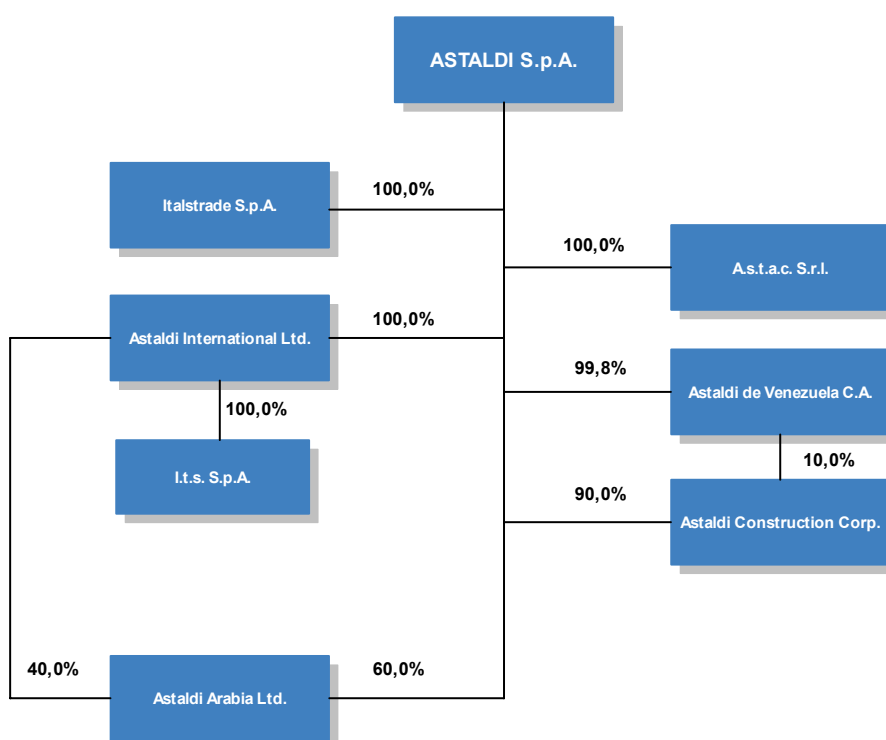 ASTALDI S.p.A.
100,0%
Italstrade S.p.A.
100,0%
A.s.t.a.c. S.r.l.
100,0%
Astaldi International Ltd.
99,8%
Astaldi de Venezuela C.A.
100,0%
10,0%
I.t.s. S.p.A.
90,0%
Astaldi Construction Corp.
40,0%
60,0%
Astaldi Arabia Ltd.